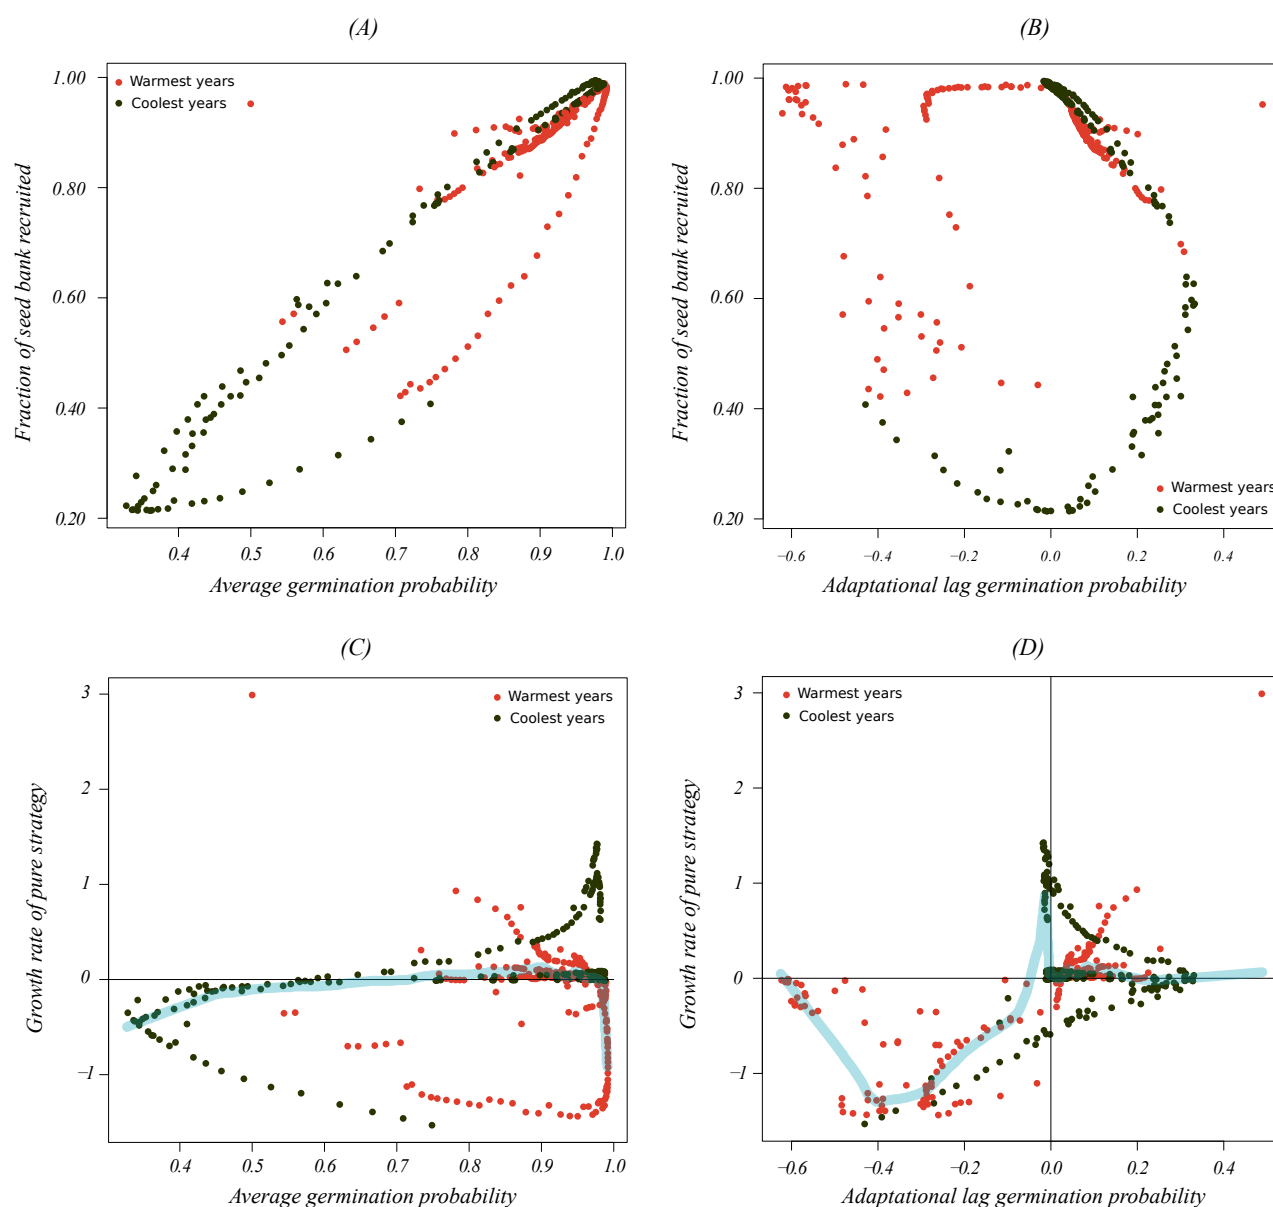 (A)
1.00
0.80
0.60
0.40
0.20
Fraction of seed bank recruited
Warmest years
Coolest years
0.4 0.5 0.6 0.7 0.8 0.9 1.0
Average germination probability
(B)
1.00
0.80
0.60
0.40
0.20
Fraction of seed bank recruited
Warmest years
Coolest years
−0.6 −0.4 −0.2 0.0 0.2 0.4
Adaptational lag germination probability
(C)
3
2
1
0
−1
Growth rate of pure strategy
Warmest years
Coolest years
0.4 0.5 0.6 0.7 0.8 0.9 1.0
Average germination probability
(D)
3
2
1
0
−1
Growth rate of pure strategy
Warmest years
Coolest years
−0.6 −0.4 −0.2 0.0 0.2 0.4
Adaptational lag germination probability